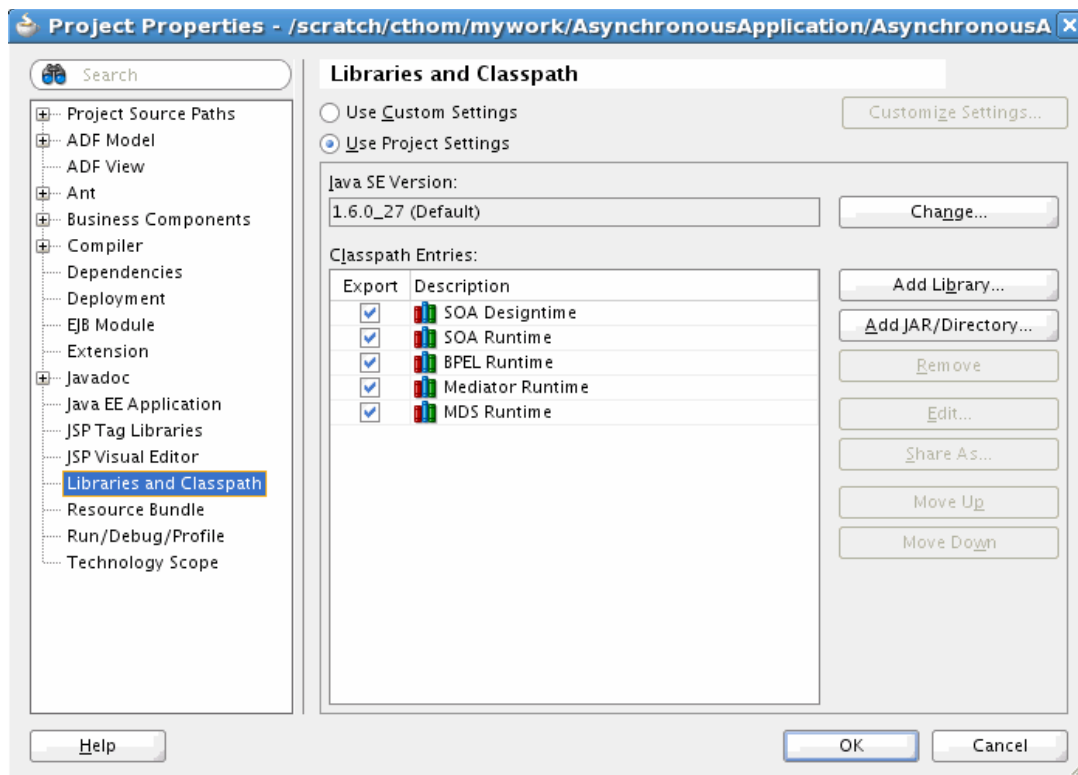 Project Properties - /scratch/cthom/mywork/AsynchronousApplication/AsynchronousA
Search
Project Source Paths
ADF Model
ADF View
Ant
Business Components
Compiler
Dependencies
Deployment
EJB Module
Extension
Javadoc
Java EE Application
JSP Tag Libraries
JSP Visual Editor
Libraries and Classpath
Resource Bundle
Run/Debug/Profile
Technology Scope
Libraries and Classpath
Use Custom Settings
Customize Settings...
Use Project Settings
Java SE Version:
1.6.0_27 (Default)
Change...
Classpath Entries:
Export Description
SOA Designtime
SOA Runtime
BPEL Runtime
Mediator Runtime
MDS Runtime
Add Library...
Add JAR/Directory...
Remove
Edit...
Share As...
Move Up
Move Down
Help
OK
Cancel